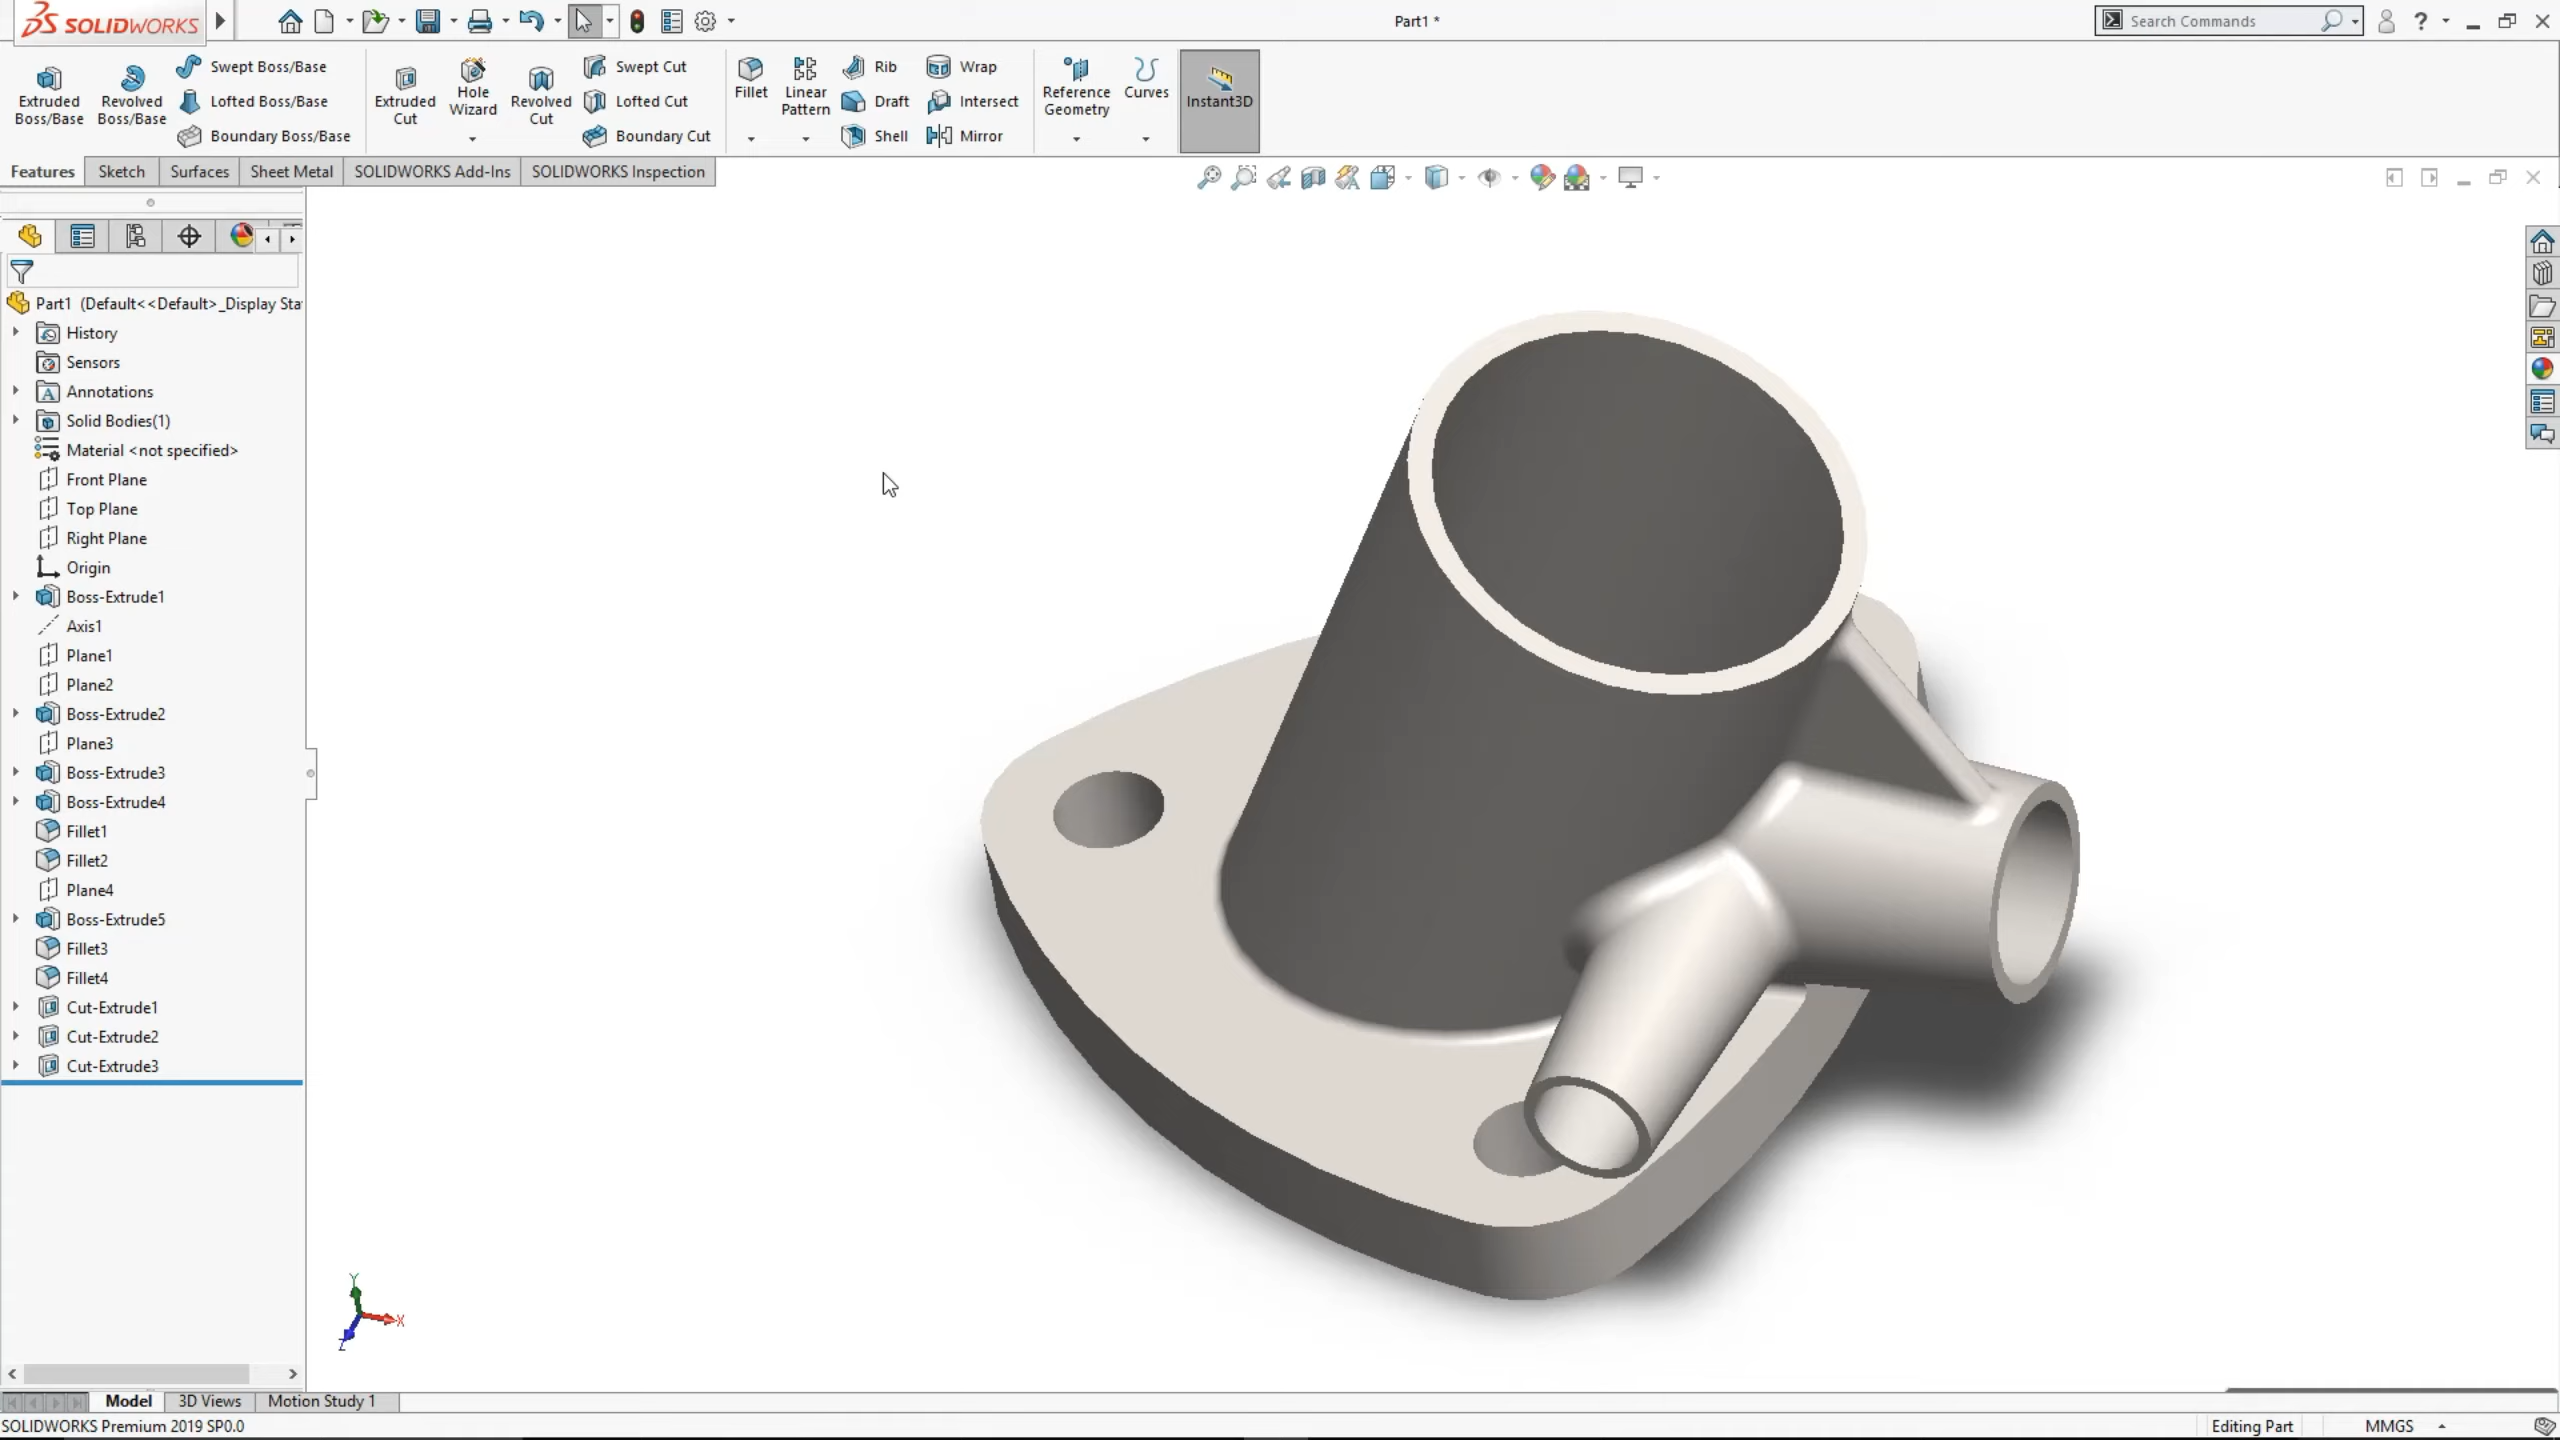 SOLIDWORKS
Part1 *
Search Commands
?
Extruded Boss/Base
Revolved Boss/Base
Swept Boss/Base
Lofted Boss/Base
Boundary Boss/Base
Extruded Cut
Hole Wizard
Revolved Cut
Swept Cut
Lofted Cut
Boundary Cut
Fillet
Linear Pattern
Rib
Draft
Shell
Wrap
Intersect
Mirror
Reference Geometry
Curves
Instant3D
Features
Sketch
Surfaces
Sheet Metal
SOLIDWORKS Add-Ins
SOLIDWORKS Inspection
Part1 (Default<<Default>_Display Sta
History
Sensors
Annotations
Solid Bodies(1)
Material <not specified>
Front Plane
Top Plane
Right Plane
Origin
Boss-Extrude1
Axis1
Plane1
Plane2
Boss-Extrude2
Plane3
Boss-Extrude3
Boss-Extrude4
Fillet1
Fillet2
Plane4
Boss-Extrude5
Fillet3
Fillet4
Cut-Extrude1
Cut-Extrude2
Cut-Extrude3
Y
X
Z
Model
3D Views
Motion Study 1
SOLIDWORKS Premium 2019 SP0.0
Editing Part
MMGS